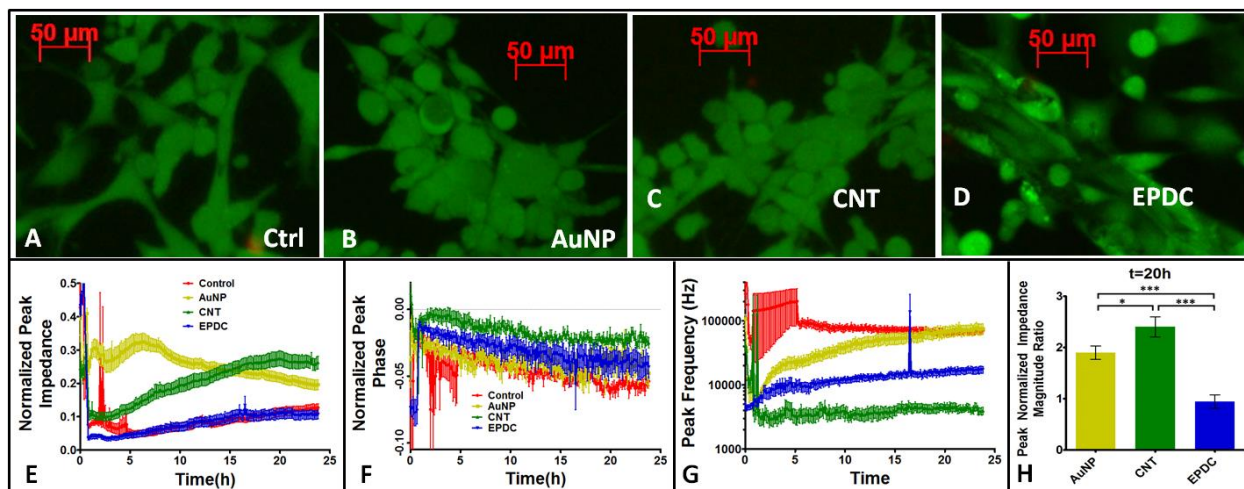 50 µm
50 µm
50 µm
50 µm
A
Ctrl
B
AuNP
C
CNT
D
EPDC
Normalized Peak
Impedance
0.5
0.4
0.3
0.2
0.1
0.0
Control
AuNP
CNT
EPDC
0
5
10
15
20
25
Time(h)
E
Normalized Peak
Phase
0.00
-0.05
-0.10
Control
AuNP
CNT
EPDC
0
5
10
15
20
25
Time(h)
F
Peak Frequency (Hz)
100000
10000
1000
0
5
10
15
20
25
Time
G
t=20h
Peak Normalized Impedance
Magnitude Ratio
3
2
1
0
***
*
***
AuNP
CNT
EPDC
H